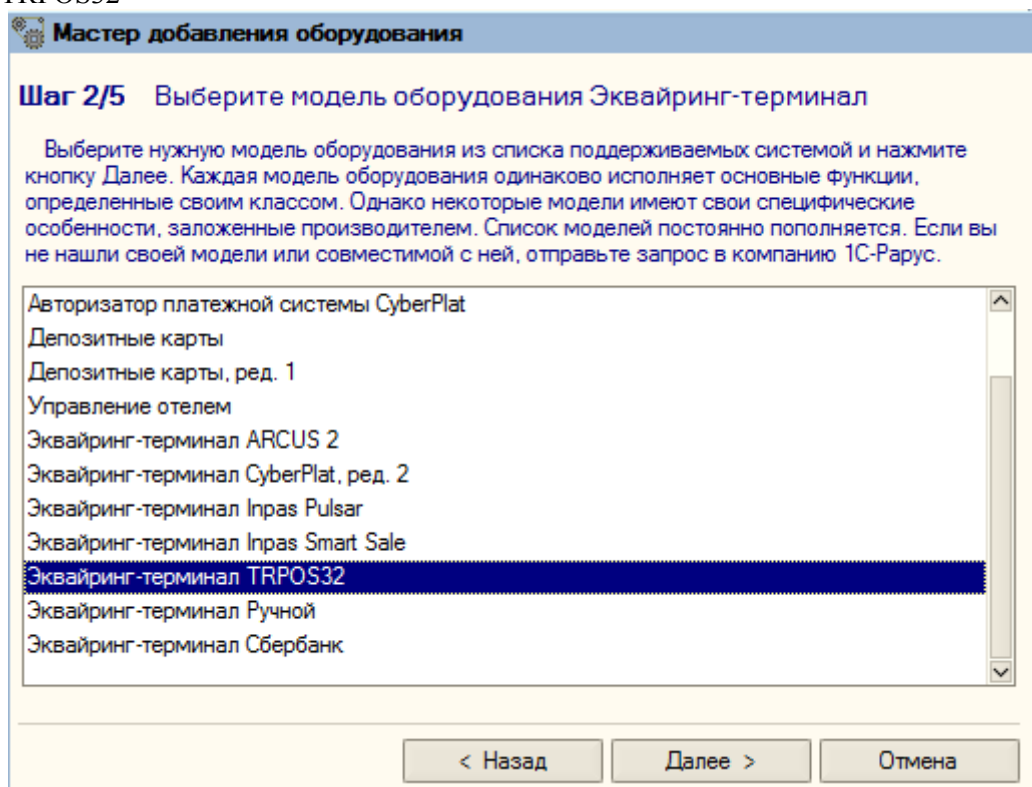 TRPOS32
Мастер добавления оборудования
Шаг 2/5 Выберите модель оборудования Эквайринг-терминал
Выберите нужную модель оборудования из списка поддерживаемых системой и нажмите
кнопку Далее. Каждая модель оборудования одинаково исполняет основные функции,
определенные своим классом. Однако некоторые модели имеют свои специфические
особенности, заложенные производителем. Список моделей постоянно пополняется. Если вы
не нашли своей модели или совместимой с ней, отправьте запрос в компанию 1С-Рарус.
Авторизатор платежной системы CyberPlat
Депозитные карты
Депозитные карты, ред. 1
Управление отелем
Эквайринг-терминал ARCUS 2
Эквайринг-терминал CyberPlat, ред. 2
Эквайринг-терминал Inpas Pulsar
Эквайринг-терминал Inpas Smart Sale
Эквайринг-терминал TRPOS32
Эквайринг-терминал Ручной
Эквайринг-терминал Сбербанк
< Назад Далее > Отмена